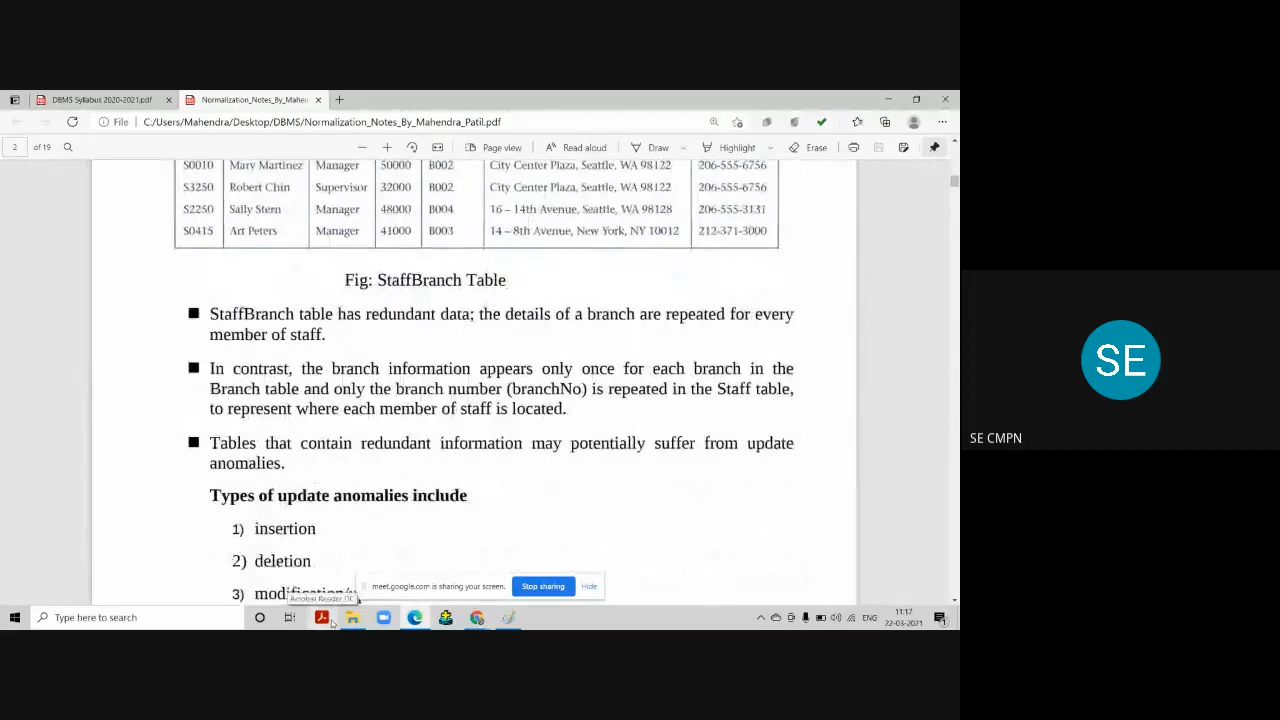 DBMS Syllabus 2020-2021.pdf
Normalization_Notes_By_Mahen
File
C:/Users/Mahendra/Desktop/DBMS/Normalization_Notes_By_Mahendra_Patil.pdf
2 of 19
Page view
Read aloud
Draw
Highlight
Erase
S0010 Mary Martinez Manager 50000 B002 City Center Plaza, Seattle, WA 98122 206-555-6756
S3250 Robert Chin Supervisor 32000 B002 City Center Plaza, Seattle, WA 98122 206-555-6756
S2250 Sally Stern Manager 48000 B004 16 – 14th Avenue, Seattle, WA 98128 206-555-3131
S0415 Art Peters Manager 41000 B003 14 – 8th Avenue, New York, NY 10012 212-371-3000
Fig: StaffBranch Table
StaffBranch table has redundant data; the details of a branch are repeated for every
member of staff.
In contrast, the branch information appears only once for each branch in the
Branch table and only the branch number (branchNo) is repeated in the Staff table,
to represent where each member of staff is located.
Tables that contain redundant information may potentially suffer from update
anomalies.
Types of update anomalies include
1) insertion
2) deletion
3)
meet.google.com is sharing your screen.
Stop sharing
Hide
Acrobat Reader DC
Type here to search
ENG
11:17
22-03-2021
SE
SE CMPN